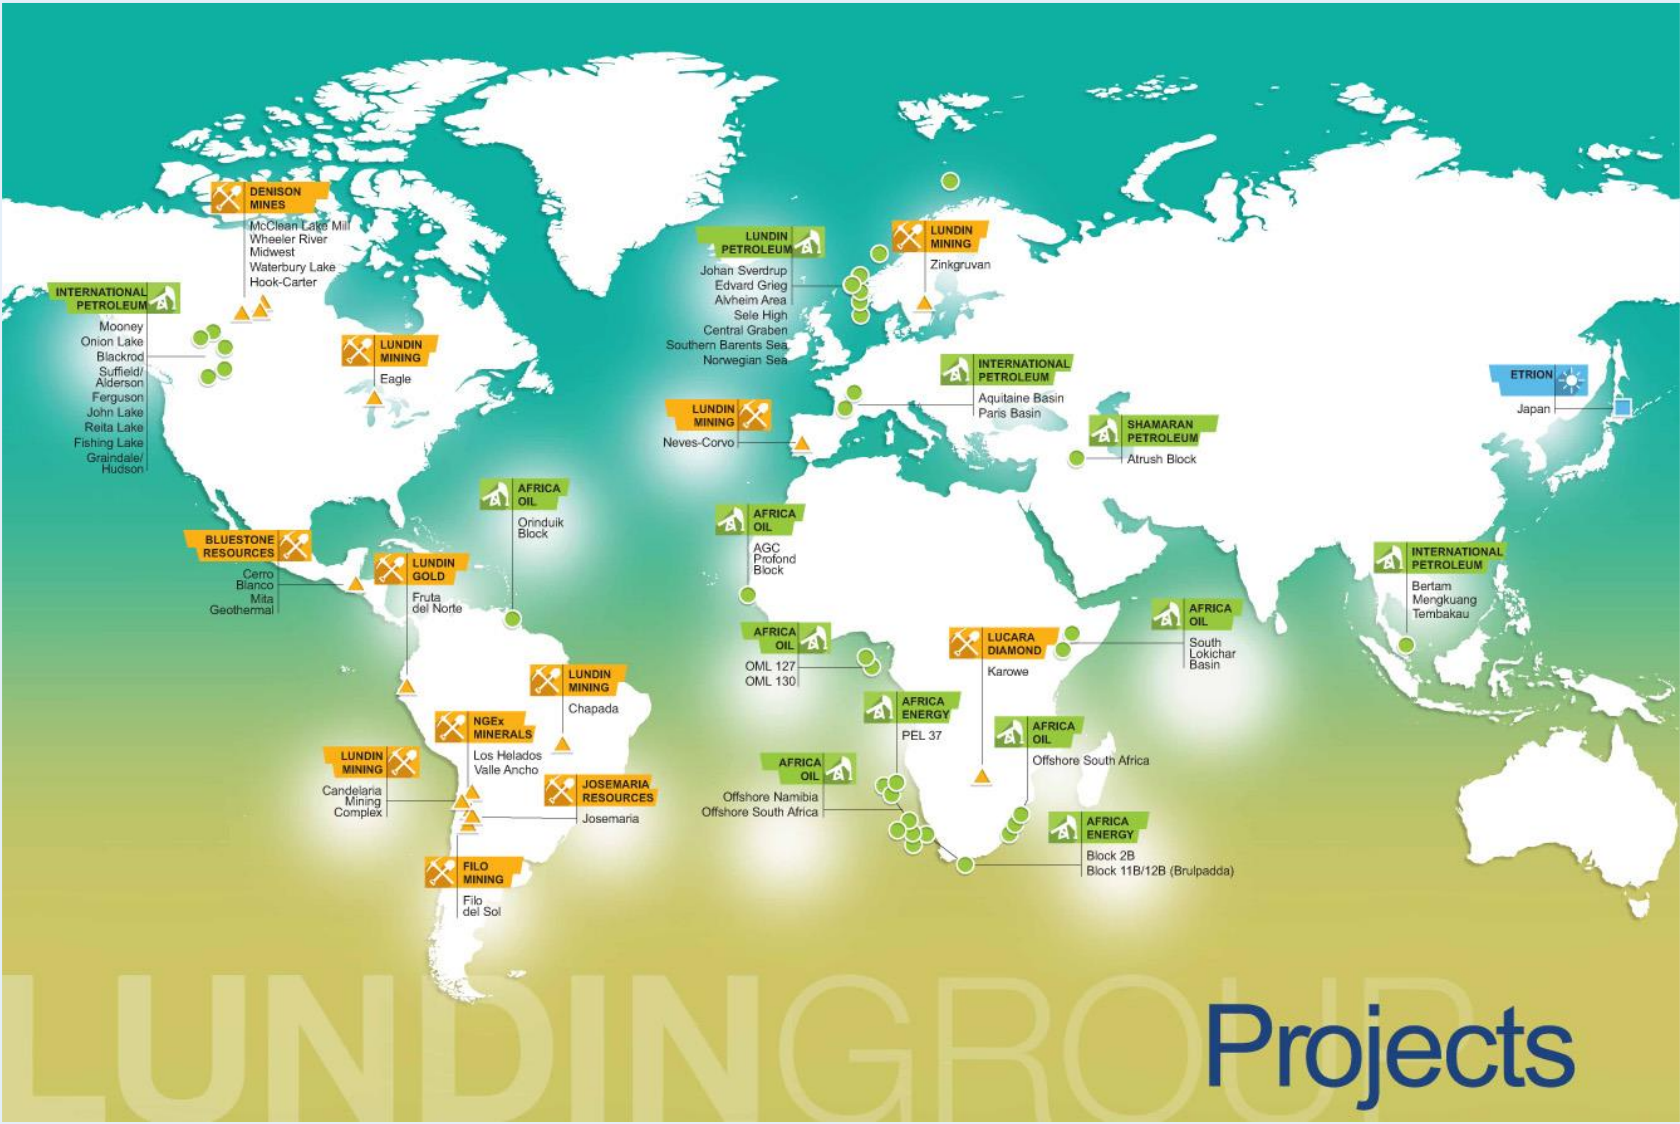 DENISON
MINES
McClean Lake Mill
Wheeler River
Midwest
Waterbury Lake
Hook-Carter
INTERNATIONAL
PETROLEUM
Mooney
Onion Lake
Blackrod
Suffield/
Alderson
Ferguson
John Lake
Reita Lake
Fishing Lake
Graindale/
Hudson
LUNDIN
MINING
Eagle
LUNDIN
PETROLEUM
Johan Sverdrup
Edvard Grieg
Alvheim Area
Sele High
Central Graben
Southern Barents Sea
Norwegian Sea
LUNDIN
MINING
Zinkgruvan
INTERNATIONAL
PETROLEUM
Aquitaine Basin
Paris Basin
LUNDIN
MINING
Neves-Corvo
SHAMARAN
PETROLEUM
Atrush Block
ETRION
Japan
AFRICA
OIL
Orinduik
Block
AFRICA
OIL
AGC
Profond
Block
BLUESTONE
RESOURCES
Cerro
Blanco
Mita
Geothermal
LUNDIN
GOLD
Fruta
del Norte
INTERNATIONAL
PETROLEUM
Bertam
Mengkuang
Tembakau
AFRICA
OIL
South
Lokichar
Basin
AFRICA
OIL
OML 127
OML 130
LUCARA
DIAMOND
Karowe
LUNDIN
MINING
Chapada
AFRICA
ENERGY
PEL 37
NGEx
MINERALS
Los Helados
Valle Ancho
AFRICA
OIL
Offshore South Africa
LUNDIN
MINING
Candelaria
Mining
Complex
JOSEMARIA
RESOURCES
Josemaria
AFRICA
OIL
Offshore Namibia
Offshore South Africa
AFRICA
ENERGY
Block 2B
Block 11B/12B (Brulpadda)
FILO
MINING
Filo
del Sol
LUNDINGROUP
Projects